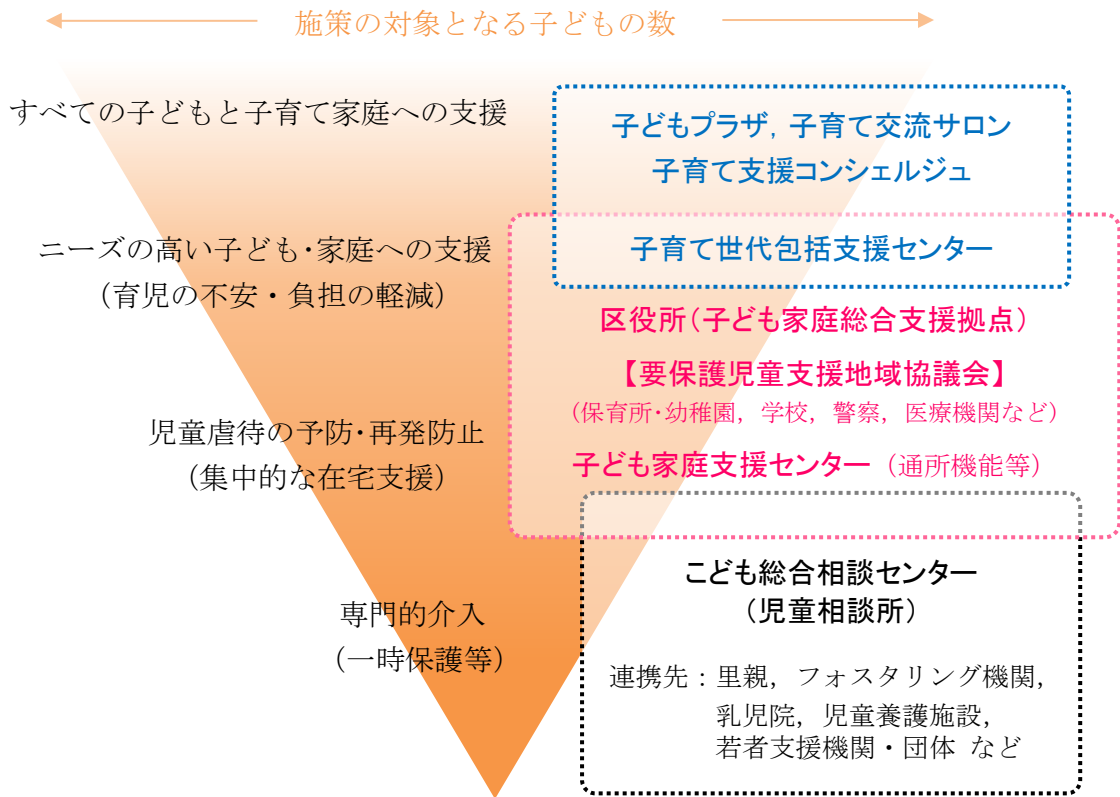 施策の対象となる子どもの数
すべての子どもと子育て家庭への支援
子どもプラザ，子育て交流サロン
子育て支援コンシェルジュ
ニーズの高い子ども・家庭への支援
（育児の不安・負担の軽減）
子育て世代包括支援センター
区役所（子ども家庭総合支援拠点）
【要保護児童支援地域協議会】
（保育所・幼稚園，学校，警察，医療機関など）
児童虐待の予防・再発防止
（集中的な在宅支援）
子ども家庭支援センター（通所機能等）
こども総合相談センター
（児童相談所）
専門的介入
（一時保護等）
連携先：里親，フォスタリング機関，
乳児院，児童養護施設，
若者支援機関・団体 など